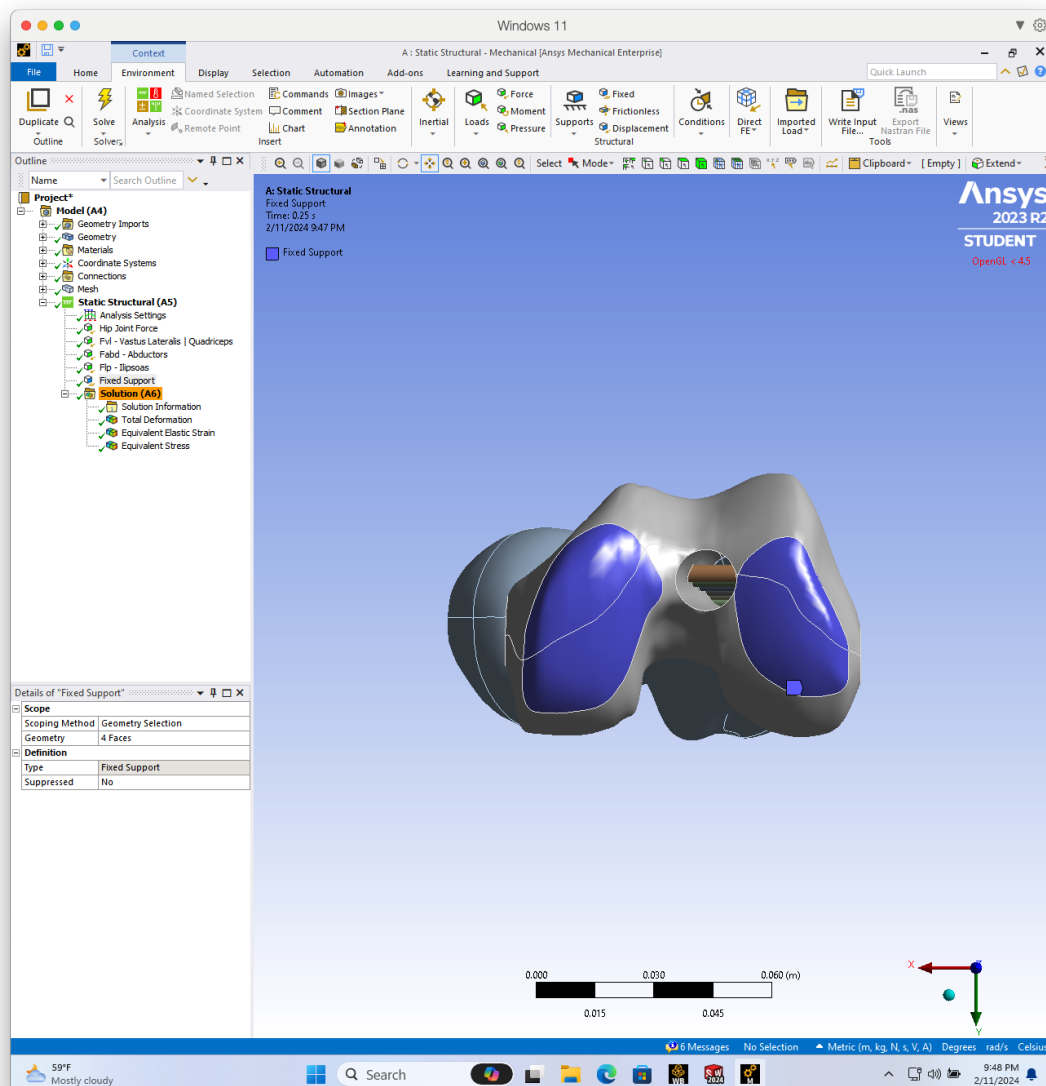 Windows 11
Context
A : Static Structural - Mechanical [Ansys Mechanical Enterprise]
File Home Environment Display Selection Automation Add-ons Learning and Support
Quick Launch
Duplicate
Outline
Solve
Solver
Analysis
Named Selection
Coordinate System
Remote Point
Commands
Comment
Chart
Images
Section Plane
Annotation
Insert
Inertial
Loads
Force
Moment
Pressure
Supports
Fixed
Frictionless
Displacement
Structural
Conditions
Direct
FE
Imported
Load
Write Input
File...
Export
Nastran File
.nas
Tools
Views
Outline
Name Search Outline
Select Mode Clipboard [ Empty ] Extend
Project*
Model (A4)
Geometry Imports
Geometry
Materials
Coordinate Systems
Connections
Mesh
Static Structural (A5)
Analysis Settings
Hip Joint Force
Fvl - Vastus Lateralis | Quadriceps
Fabd - Abductors
Flp - Ilipsoas
Fixed Support
Solution (A6)
Solution Information
Total Deformation
Equivalent Elastic Strain
Equivalent Stress
A: Static Structural
Fixed Support
Time: 0.25 s
2/11/2024 9:47 PM
Fixed Support
Ansys
2023 R2
STUDENT
OpenGL < 4.5
Details of "Fixed Support"
Scope
Scoping Method Geometry Selection
Geometry 4 Faces
Definition
Type Fixed Support
Suppressed No
0.000 0.030 0.060 (m)
0.015 0.045
X
Z
Y
6 Messages No Selection Metric (m, kg, N, s, V, A) Degrees rad/s Celsius
59°F
Mostly cloudy
Search
WB
SW
2024
M
9:48 PM
2/11/2024